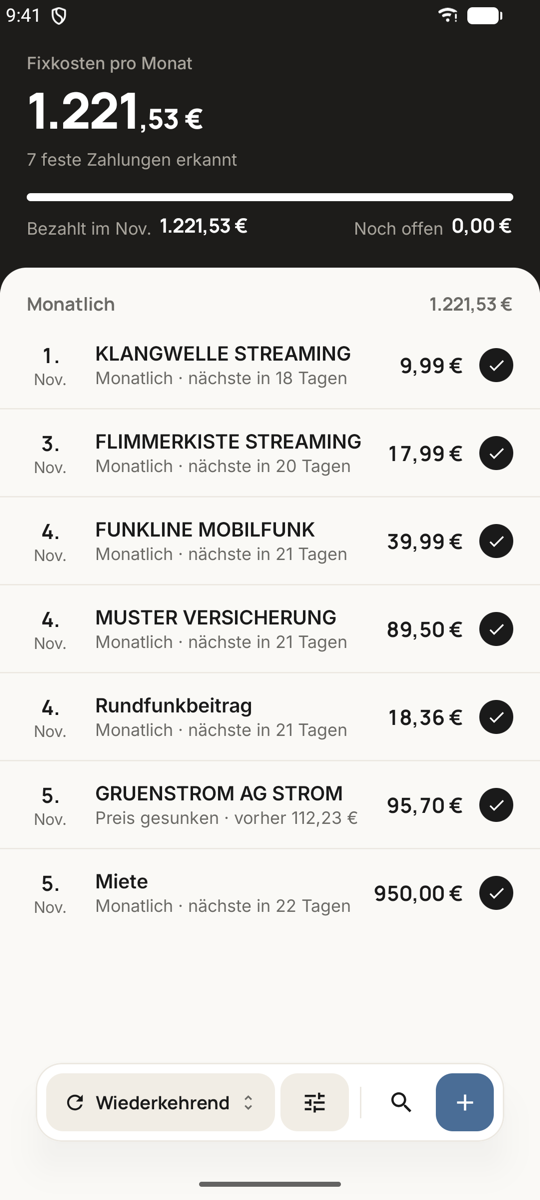 9:41
Fixkosten pro Monat
1.221,53 €
7 feste Zahlungen erkannt
Bezahlt im Nov. 1.221,53 € Noch offen 0,00 €
Monatlich 1.221,53 €
1. KLANGWELLE STREAMING 9,99 €
Nov. Monatlich · nächste in 18 Tagen
3. FLIMMERKISTE STREAMING 17,99 €
Nov. Monatlich · nächste in 20 Tagen
4. FUNKLINE MOBILFUNK 39,99 €
Nov. Monatlich · nächste in 21 Tagen
4. MUSTER VERSICHERUNG 89,50 €
Nov. Monatlich · nächste in 21 Tagen
4. Rundfunkbeitrag 18,36 €
Nov. Monatlich · nächste in 21 Tagen
5. GRUENSTROM AG STROM 95,70 €
Nov. Preis gesunken · vorher 112,23 €
5. Miete 950,00 €
Nov. Monatlich · nächste in 22 Tagen
Wiederkehrend